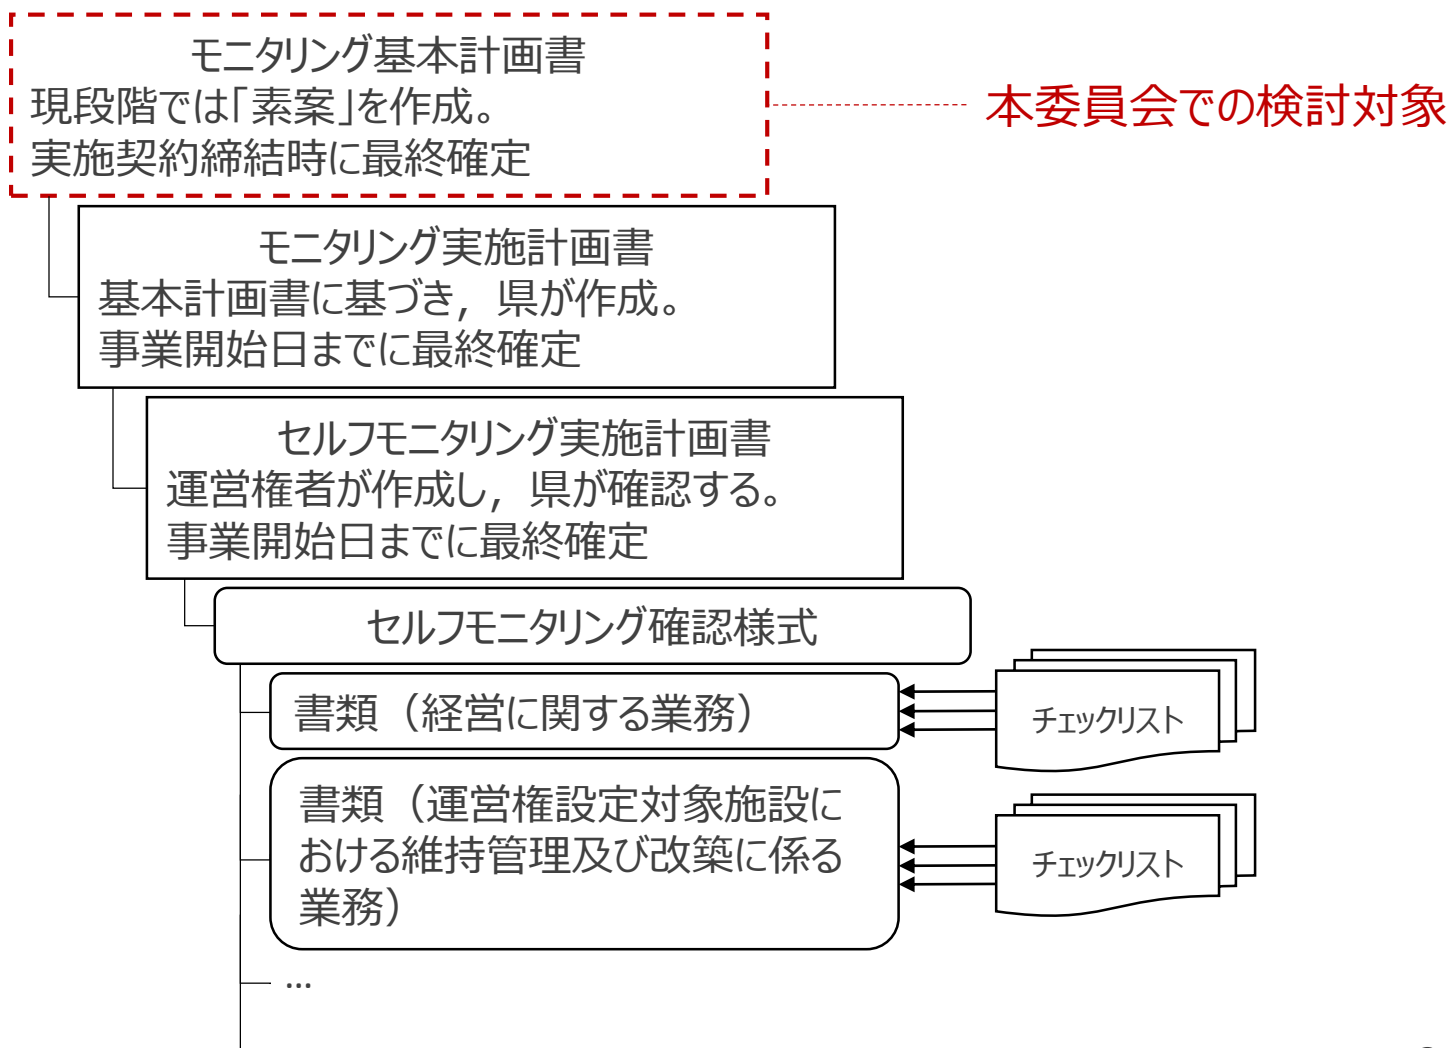 モニタリング基本計画書
現段階では「素案」を作成。
実施契約締結時に最終確定
本委員会での検討対象
モニタリング実施計画書
基本計画書に基づき，県が作成。
事業開始日までに最終確定
セルフモニタリング実施計画書
運営権者が作成し，県が確認する。
事業開始日までに最終確定
セルフモニタリング確認様式
書類（経営に関する業務）
チェックリスト
書類（運営権設定対象施設に
おける維持管理及び改築に係る
業務）
チェックリスト
…